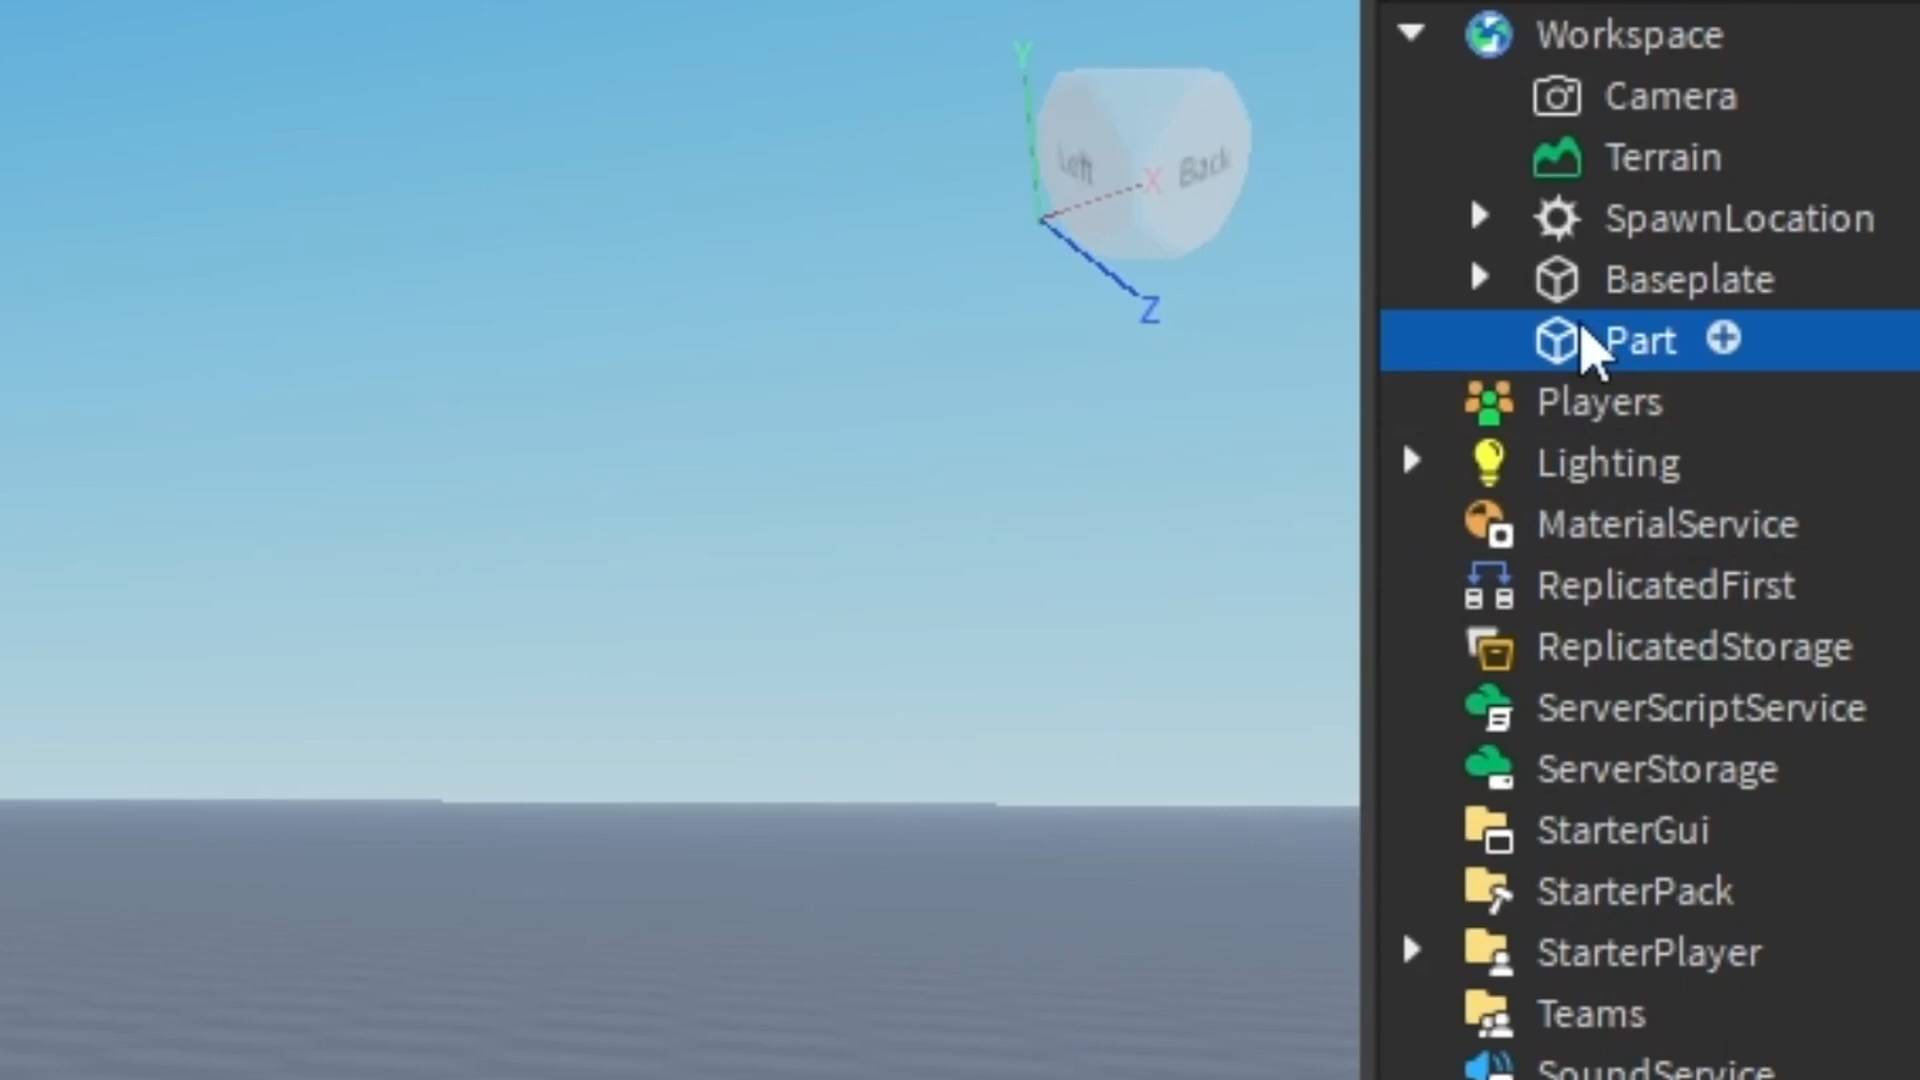 Y
Left
X
Back
Z
Workspace
Camera
Terrain
SpawnLocation
Baseplate
Part
Players
Lighting
MaterialService
ReplicatedFirst
ReplicatedStorage
ServerScriptService
ServerStorage
StarterGui
StarterPack
StarterPlayer
Teams
SoundService